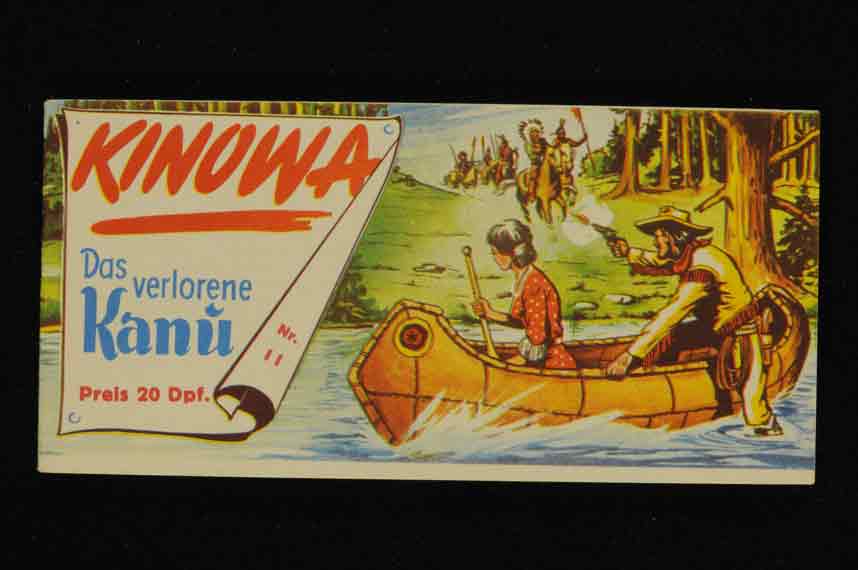 KINOWA
Das
verlorene
Kanu
Nr.
11
Preis 20 Dpf.